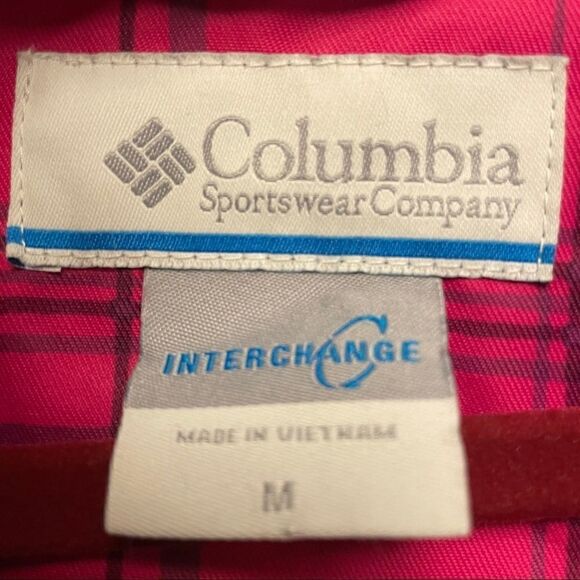 Columbia
Sportswear Company
INTERCHANGE
MADE IN VIETNAM
M